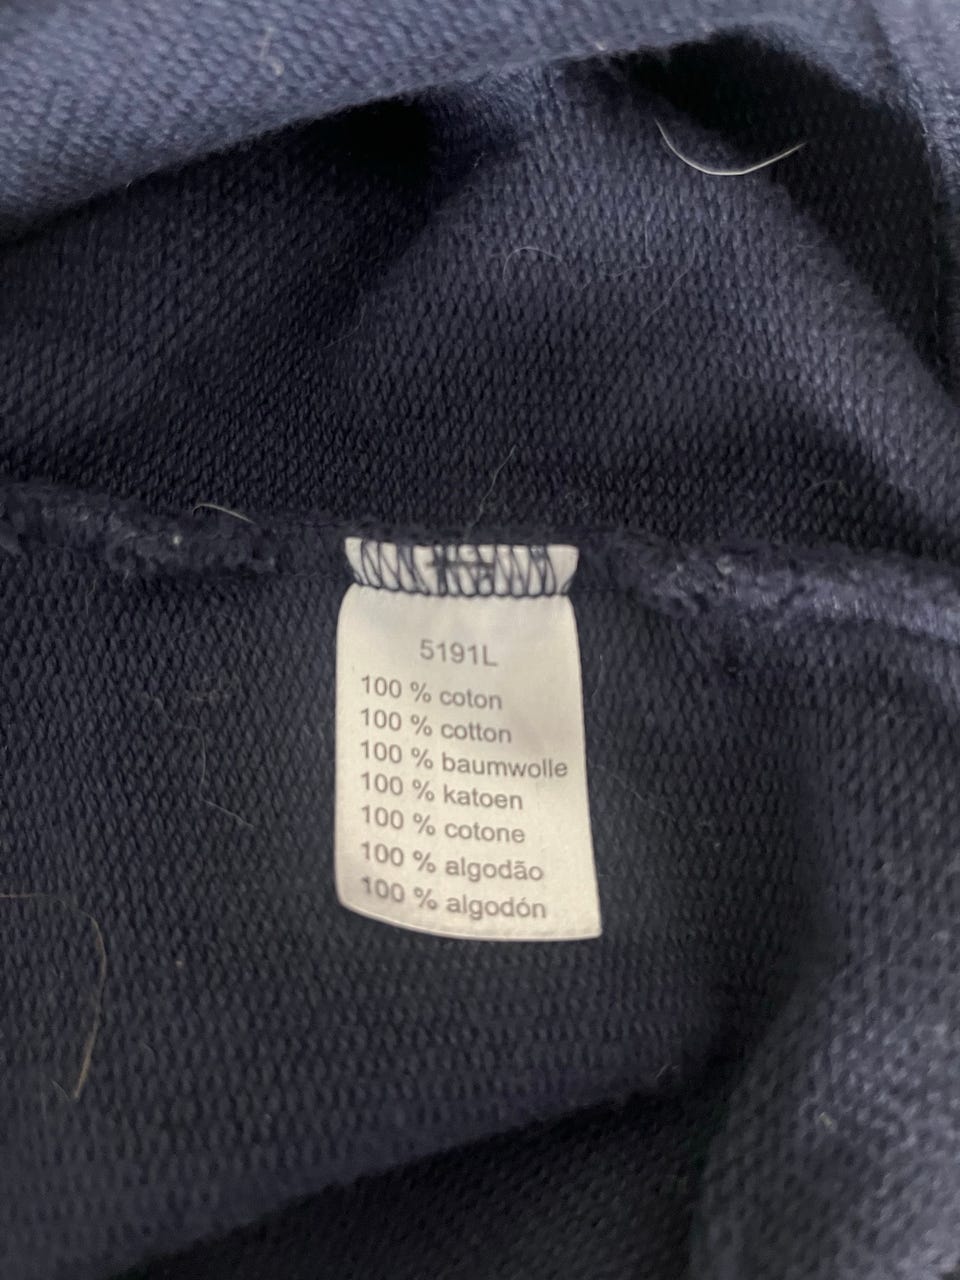 5191L
100 % coton
100 % cotton
100 % baumwolle
100 % katoen
100 % cotone
100 % algodão
100 % algodón